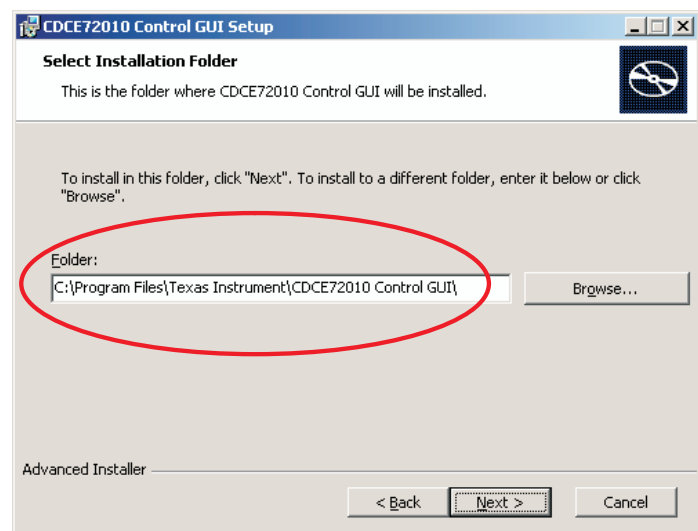 CDCE72010 Control GUI Setup
Select Installation Folder
This is the folder where CDCE72010 Control GUI will be installed.
To install in this folder, click "Next". To install to a different folder, enter it below or click
"Browse".
Folder:
C:\Program Files\Texas Instrument\CDCE72010 Control GUI\
Browse...
Advanced Installer
< Back
Next >
Cancel